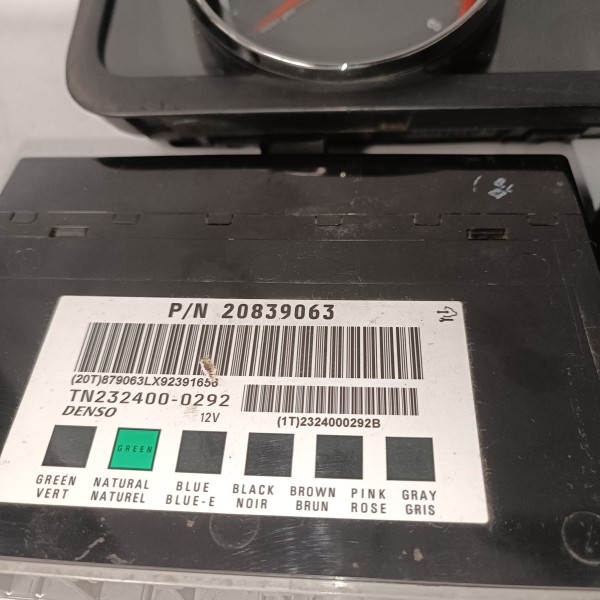 8
P/N 20839063
(20T)879063LX92391656
TN232400-0292
DENSO 12V
(1T)2324000292B
GREEN
GREEN NATURAL BLUE BLACK BROWN PINK GRAY
VERT NATUREL BLUE-E NOIR BRUN ROSE GRIS